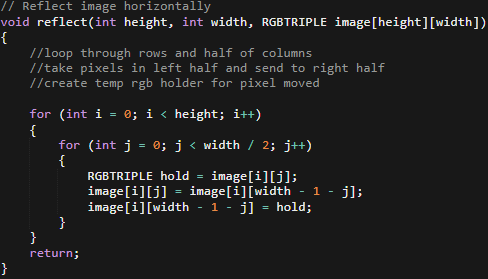 // Reflect image horizontally
void reflect(int height, int width, RGBTRIPLE image[height][width])
{
    //loop through rows and half of columns
    //take pixels in left half and send to right half
    //create temp rgb holder for pixel moved
    for (int i = 0; i < height; i++)
    {
        for (int j = 0; j < width / 2; j++)
        {
            RGBTRIPLE hold = image[i][j];
            image[i][j] = image[i][width - 1 - j];
            image[i][width - 1 - j] = hold;
        }
    }
    return;
}